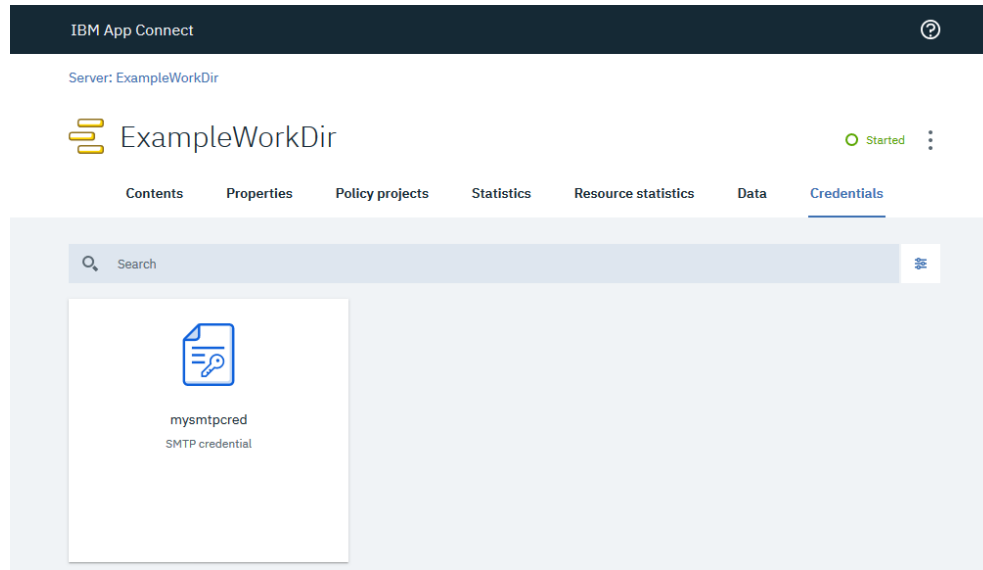 IBM App Connect
Server: ExampleWorkDir
ExampleWorkDir
Started
Contents Properties Policy projects Statistics Resource statistics Data Credentials
Search
mysmtpcred
SMTP credential